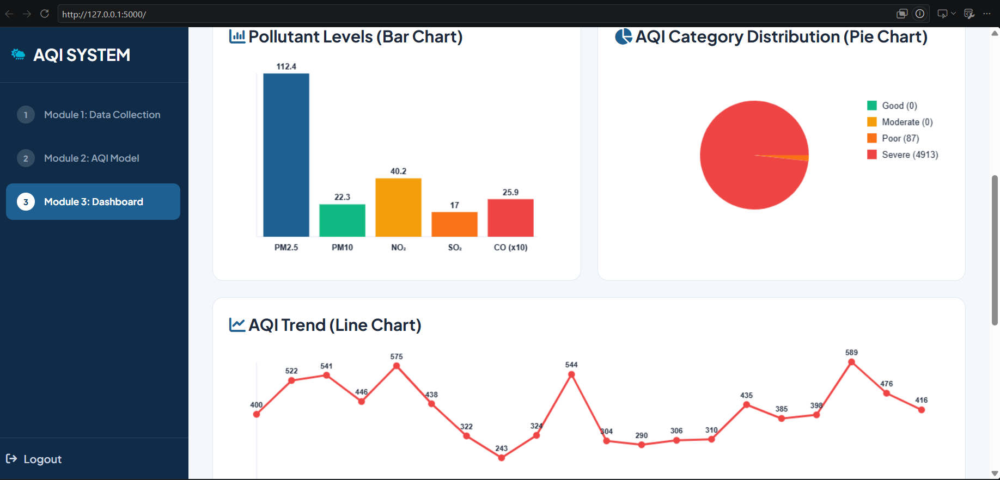 http://127.0.0.1:5000/
AQI SYSTEM
1 Module 1: Data Collection
2 Module 2: AQI Model
3 Module 3: Dashboard
Logout
Pollutant Levels (Bar Chart)
112.4
22.3
40.2
17
25.9
PM2.5 PM10 NO₂ SO₂ CO (x10)
AQI Category Distribution (Pie Chart)
Good (0)
Moderate (0)
Poor (87)
Severe (4913)
AQI Trend (Line Chart)
400 522 541 446 575 438 322 243 324 544 304 290 306 310 435 385 398 589 476 416